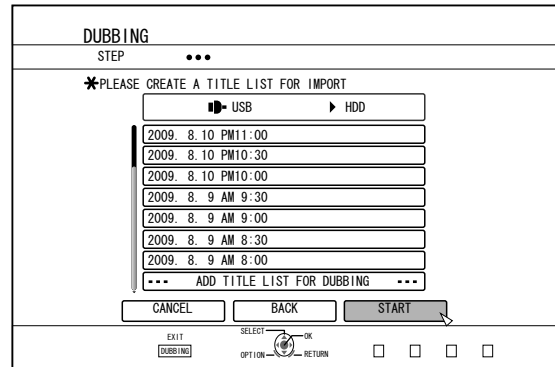 DUBBING
STEP
*PLEASE CREATE A TITLE LIST FOR IMPORT
USB ▶ HDD
2009. 8.10 PM11:00
2009. 8.10 PM10:30
2009. 8.10 PM10:00
2009. 8. 9 AM 9:30
2009. 8. 9 AM 9:00
2009. 8. 9 AM 8:30
2009. 8. 9 AM 8:00
--- ADD TITLE LIST FOR DUBBING ---
CANCEL BACK START
EXIT
DUBBING
SELECT OK
OPTION RETURN